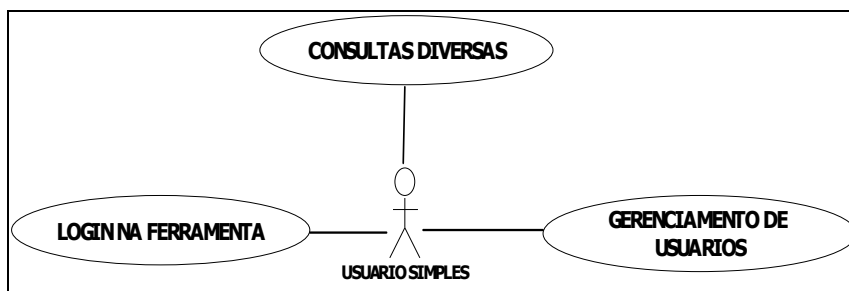 CONSULTAS DIVERSAS
LOGIN NA FERRAMENTA
GERENCIAMENTO DE
USUARIOS
USUARIO SIMPLES